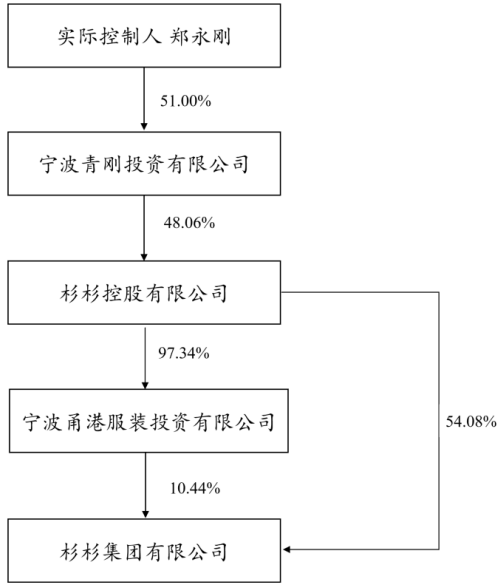 实际控制人 郑永刚
51.00%
宁波青刚投资有限公司
48.06%
杉杉控股有限公司
97.34%
宁波甬港服装投资有限公司
54.08%
10.44%
杉杉集团有限公司